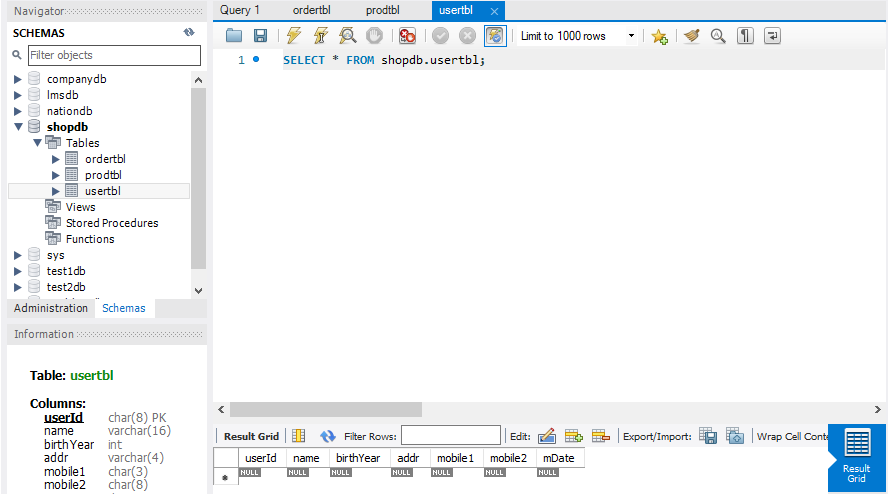 Navigator
SCHEMAS
Filter objects
companydb
lmsdb
nationdb
shopdb
Tables
ordertbl
prodtbl
usertbl
Views
Stored Procedures
Functions
sys
test1db
test2db
Administration Schemas
Information
Table: usertbl
Columns:
userId char(8) PK
name varchar(16)
birthYear int
addr varchar(4)
mobile1 char(3)
mobile2 char(8)
Query 1 ordertbl prodtbl usertbl
Limit to 1000 rows
1 SELECT * FROM shopdb.usertbl;
Result Grid Filter Rows: Edit: Export/Import: Wrap Cell Conte
userId name birthYear addr mobile1 mobile2 mDate
* NULL NULL NULL NULL NULL NULL NULL
Result
Grid